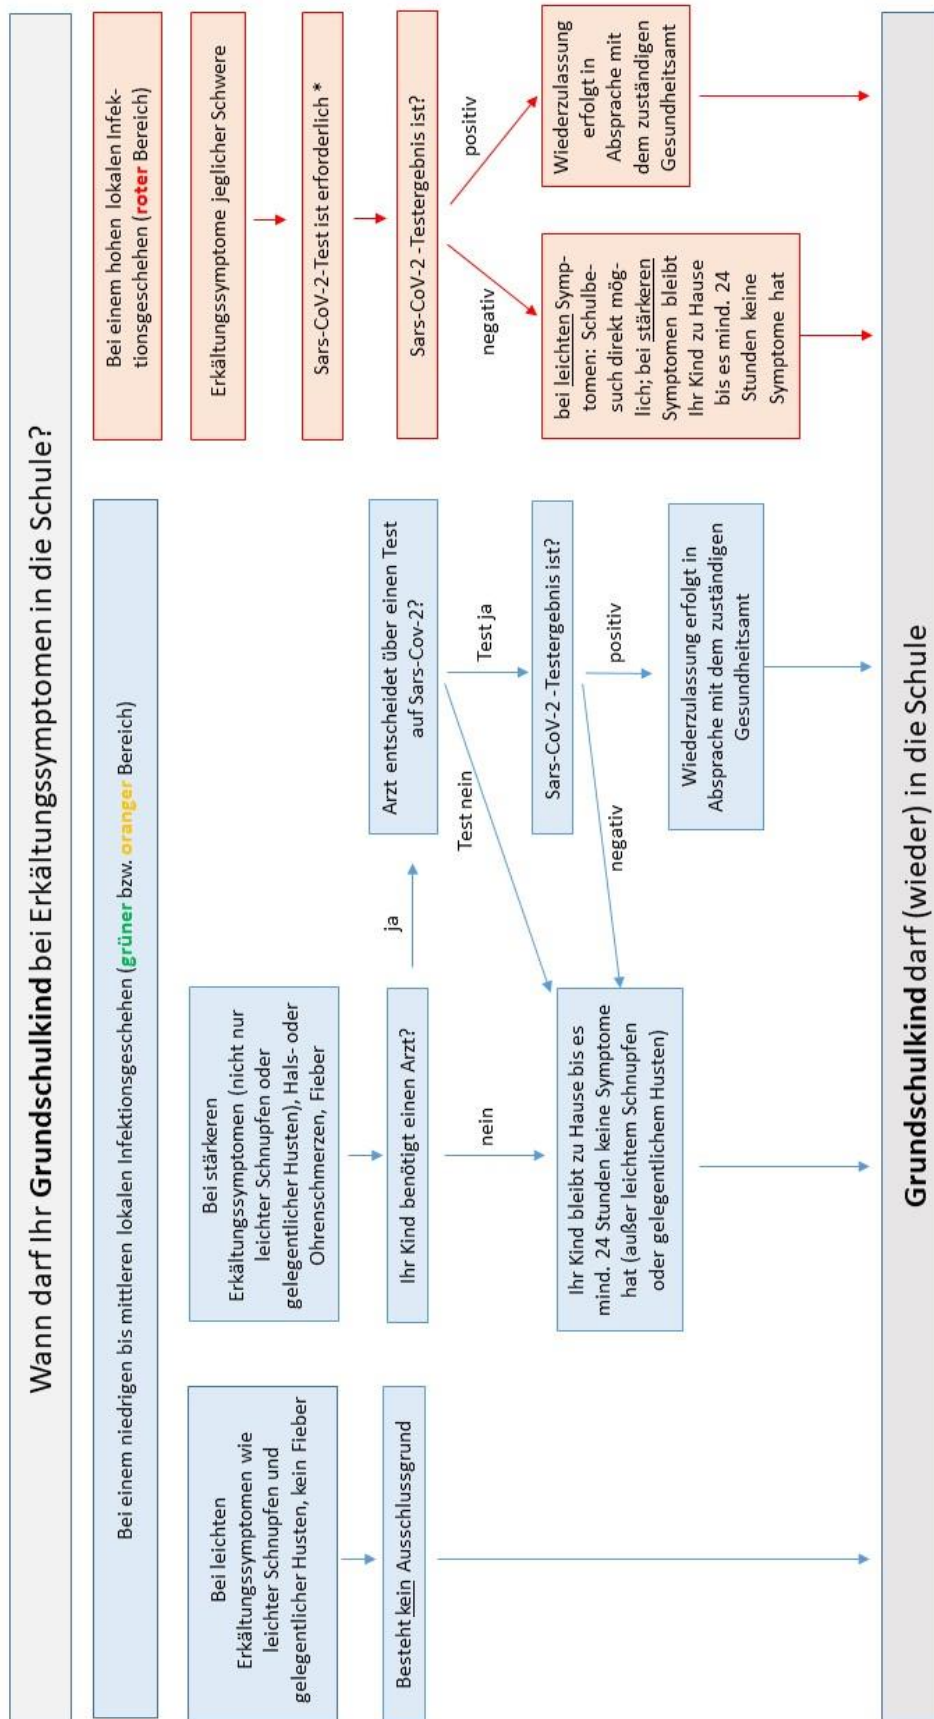 Wann darf Ihr Grundschulkind bei Erkältungssymptomen in die Schule?
Bei einem niedrigen bis mittleren lokalen Infektionsgeschehen (grüner bzw. oranger Bereich)
Bei leichten
Erkältungssymptomen wie
leichter Schnupfen und
gelegentlicher Husten, kein Fieber
Besteht kein Ausschlussgrund
Bei stärkeren
Erkältungssymptomen (nicht nur
leichter Schnupfen oder
gelegentlicher Husten), Hals- oder
Ohrenschmerzen, Fieber
Ihr Kind benötigt einen Arzt?
ja
nein
Arzt entscheidet über einen Test
auf Sars-Cov-2?
Test nein
Test ja
Sars-CoV-2 -Testergebnis ist?
negativ
positiv
Ihr Kind bleibt zu Hause bis es
mind. 24 Stunden keine Symptome
hat (außer leichtem Schnupfen
oder gelegentlichem Husten)
Wiederzulassung erfolgt in
Absprache mit dem zuständigen
Gesundheitsamt
Bei einem hohen lokalen Infek-
tionsgeschehen (roter Bereich)
Erkältungssymptome jeglicher Schwere
Sars-CoV-2-Test ist erforderlich *
Sars-CoV-2 -Testergebnis ist?
negativ
positiv
bei leichten Symp-
tomen: Schulbe-
such direkt mög-
lich; bei stärkeren
Symptomen bleibt
Ihr Kind zu Hause
bis es mind. 24
Stunden keine
Symptome hat
Wiederzulassung
erfolgt in
Absprache mit
dem zuständigen
Gesundheitsamt
Grundschulkind darf (wieder) in die Schule